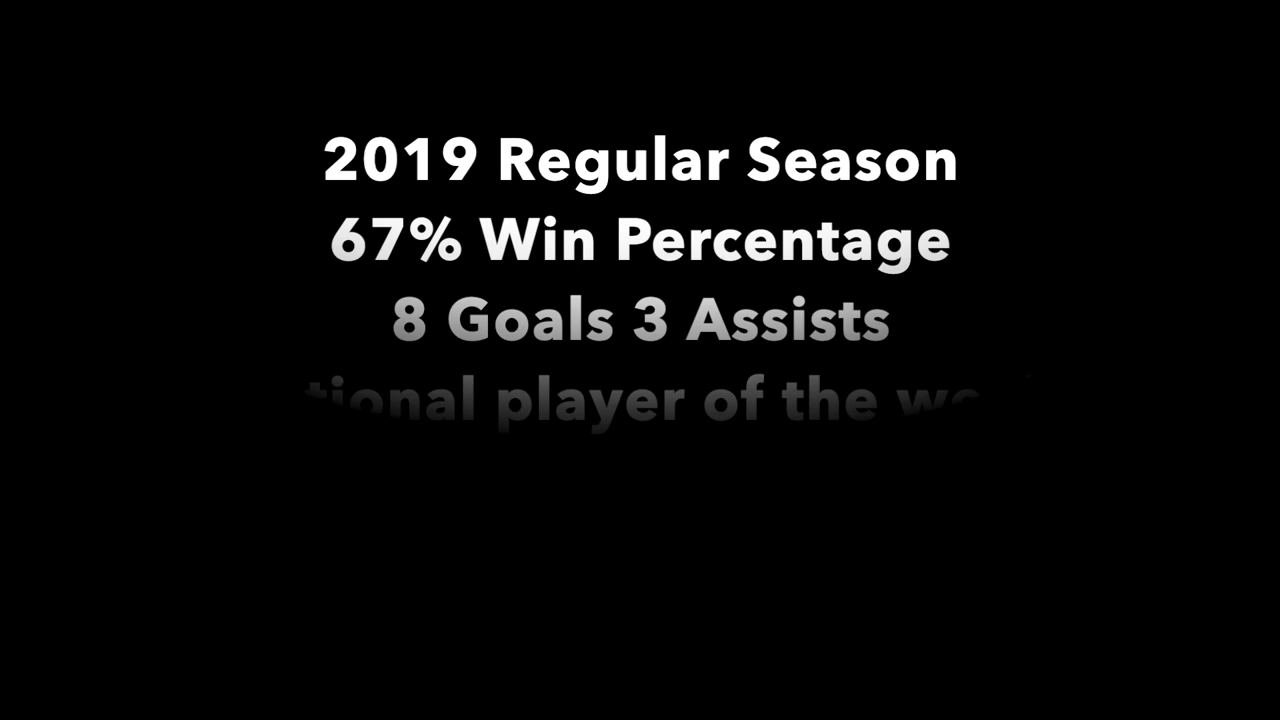 2019 Regular Season
67% Win Percentage
8 Goals 3 Assists
player of the